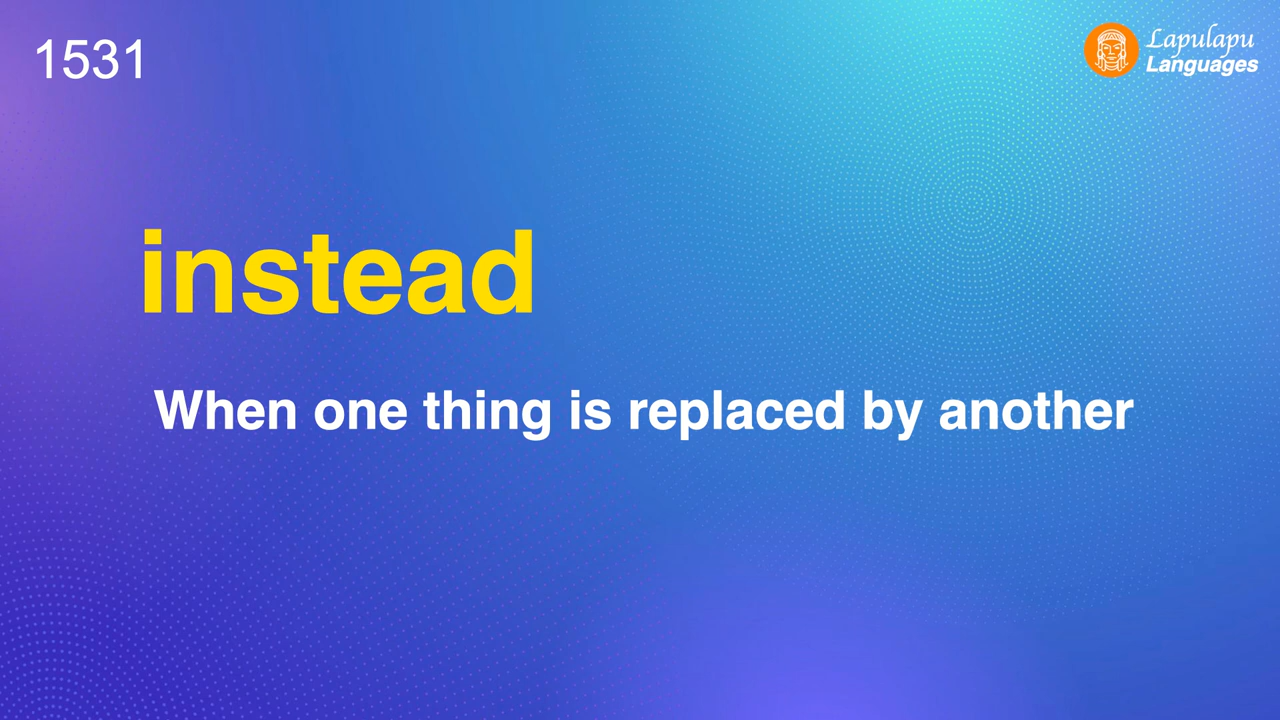 1531
Lapulapu
Languages
instead
When one thing is replaced by another